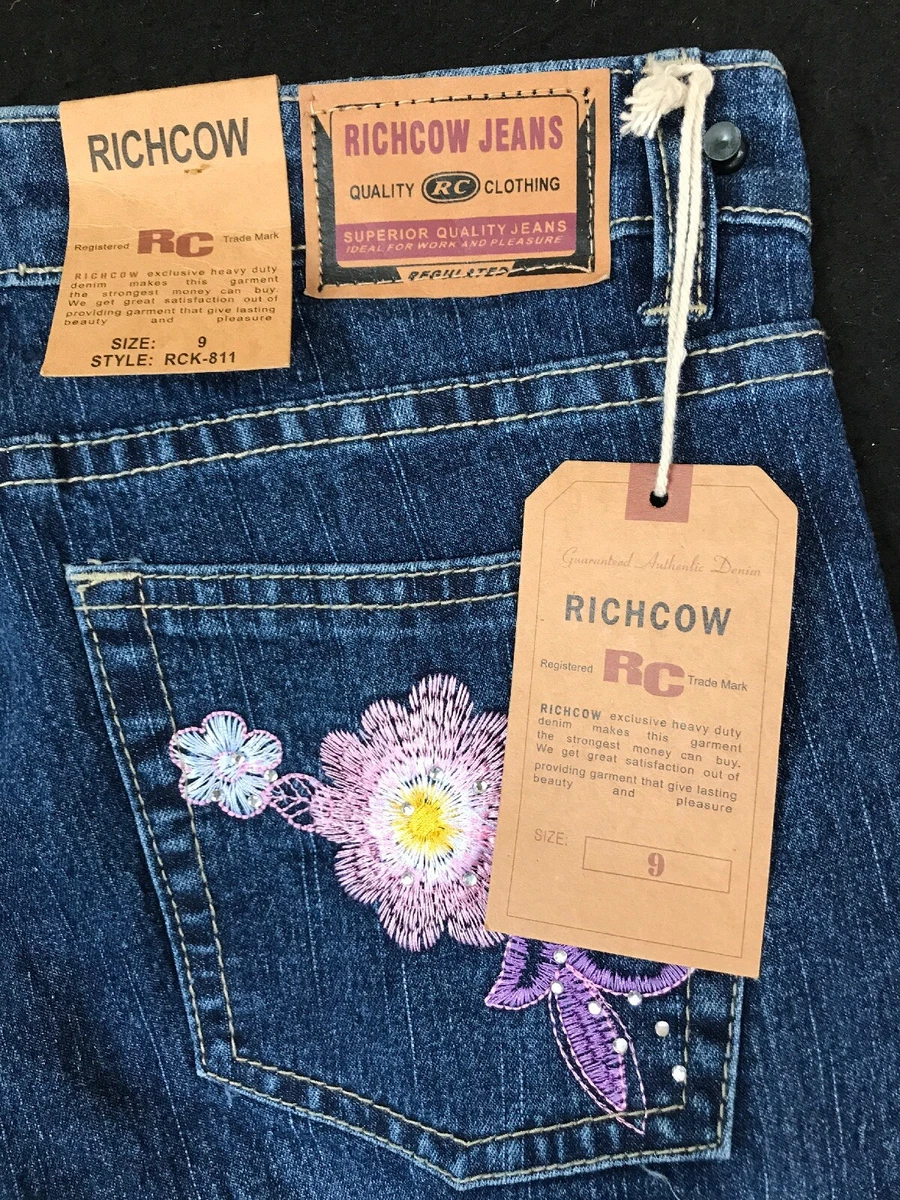 RICHCOW
Registered RC Trade Mark
RICHCOW exclusive heavy duty
denim makes this garment
the strongest money can buy.
We get great satisfaction out of
providing garment that give lasting
beauty and pleasure
SIZE: 9
STYLE: RCK-811
RICHCOW JEANS
QUALITY RC CLOTHING
SUPERIOR QUALITY JEANS
IDEAL FOR WORK AND PLEASURE
REGULATED
Guaranteed Authentic Denim
RICHCOW
Registered RC Trade Mark
RICHCOW exclusive heavy duty
denim makes this garment
the strongest money can buy.
We get great satisfaction out of
providing garment that give lasting
beauty and pleasure
SIZE: 9